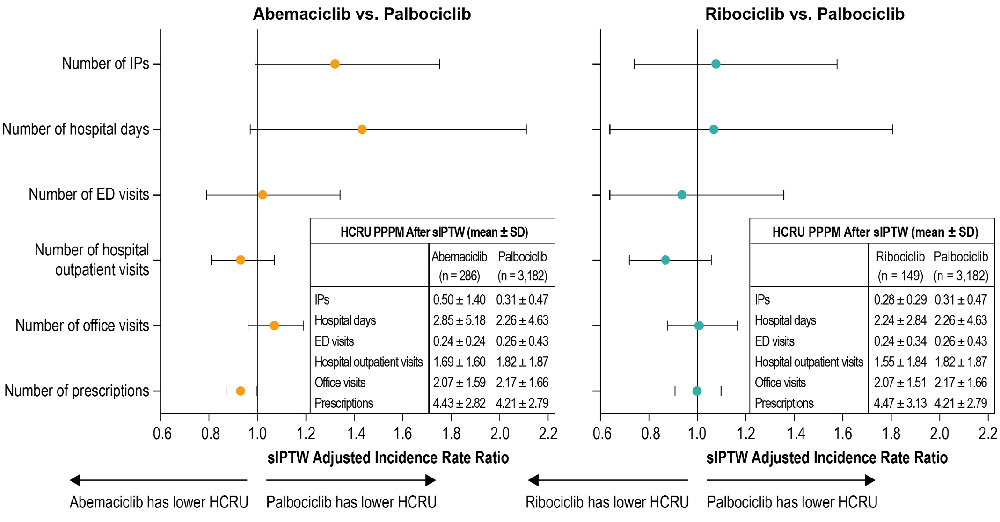 Abemaciclib vs. Palbociclib
Number of IPs
Number of hospital days
Number of ED visits
Number of hospital
outpatient visits
Number of office visits
Number of prescriptions
HCRU PPPM After sIPTW (mean ± SD)
Abemaciclib Palbociclib
(n = 286) (n = 3,182)
IPs 0.50 ± 1.40 0.31 ± 0.47
Hospital days 2.85 ± 5.18 2.26 ± 4.63
ED visits 0.24 ± 0.24 0.26 ± 0.43
Hospital outpatient visits 1.69 ± 1.60 1.82 ± 1.87
Office visits 2.07 ± 1.59 2.17 ± 1.66
Prescriptions 4.43 ± 2.82 4.21 ± 2.79
0.6 0.8 1.0 1.2 1.4 1.6 1.8 2.0 2.2
sIPTW Adjusted Incidence Rate Ratio
Abemaciclib has lower HCRU Palbociclib has lower HCRU
Ribociclib vs. Palbociclib
HCRU PPPM After sIPTW (mean ± SD)
Ribociclib Palbociclib
(n = 149) (n = 3,182)
IPs 0.28 ± 0.29 0.31 ± 0.47
Hospital days 2.24 ± 2.84 2.26 ± 4.63
ED visits 0.24 ± 0.34 0.26 ± 0.43
Hospital outpatient visits 1.55 ± 1.84 1.82 ± 1.87
Office visits 2.07 ± 1.51 2.17 ± 1.66
Prescriptions 4.47 ± 3.13 4.21 ± 2.79
0.6 0.8 1.0 1.2 1.4 1.6 1.8 2.0 2.2
sIPTW Adjusted Incidence Rate Ratio
Ribociclib has lower HCRU Palbociclib has lower HCRU